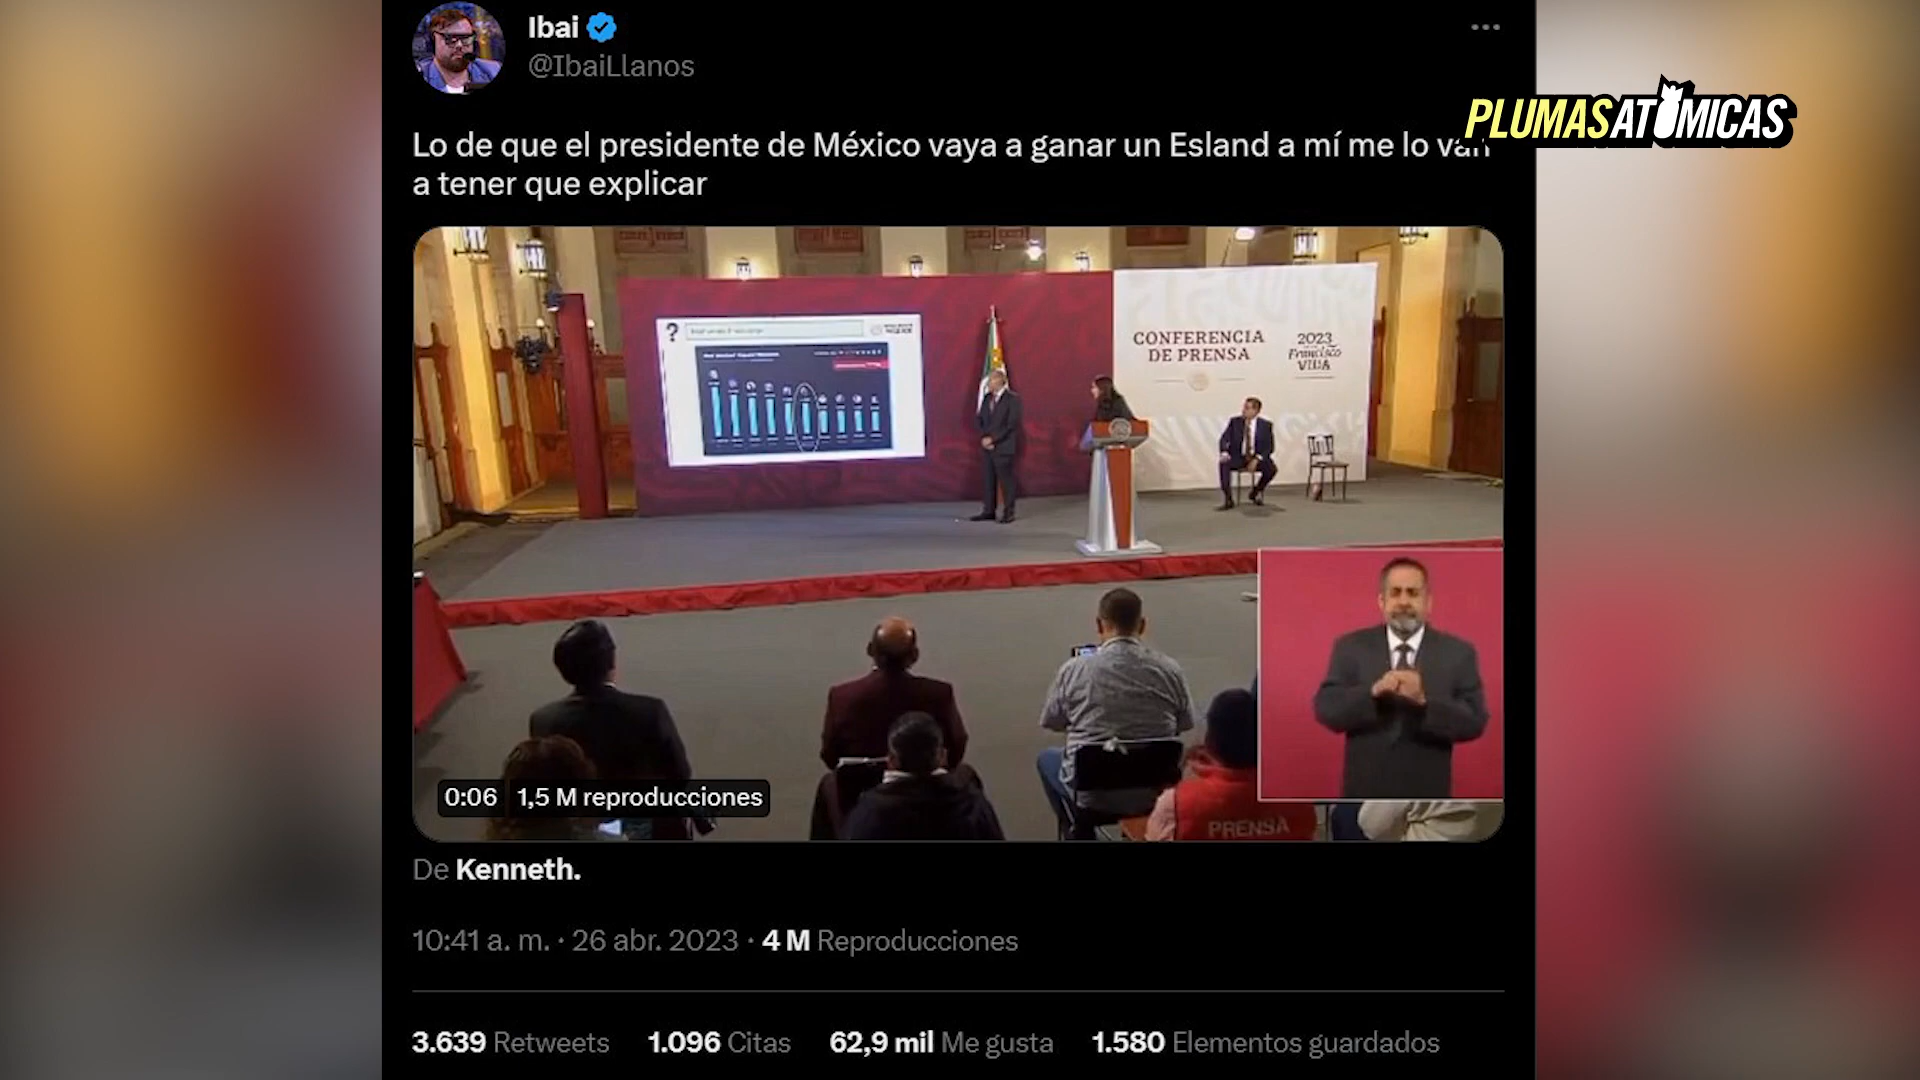 Ibai
@IbaiLlanos
PLUMASATOMICAS
Lo de que el presidente de México vaya a ganar un Esland a mí me lo van
a tener que explicar
?
CONFERENCIA
DE PRENSA
2023
Francisco
VILLA
PRENSA
0:06 1,5 M reproducciones
De Kenneth.
10:41 a. m. · 26 abr. 2023 · 4 M Reproducciones
3.639 Retweets 1.096 Citas 62,9 mil Me gusta 1.580 Elementos guardados